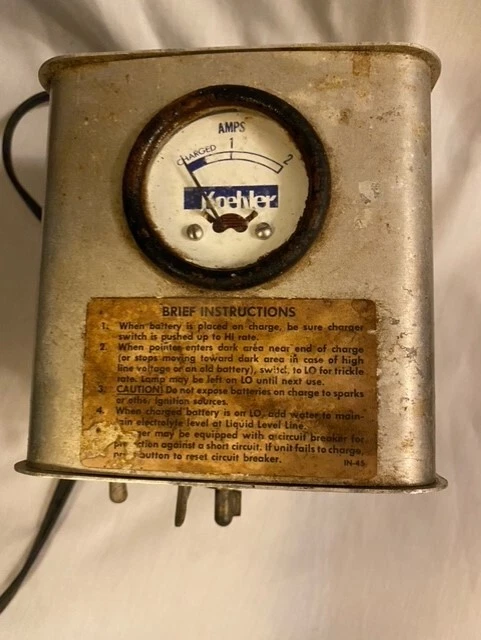 AMPS
CHARGED 1 2
Koehler
BRIEF INSTRUCTIONS
1. When battery is placed on charge, be sure charger
switch is pushed up to HI rate.
2. When pointer enters dark area near end of charge
(or stops moving toward dark area in case of high
line voltage or an old battery), switch to LO for trickle
rate. Lamp may be left on LO until next use.
3. CAUTION! Do not expose batteries on charge to sparks
or other ignition sources.
4. When charged battery is on LO, add water to main-
ain electrolyte level at Liquid Level Line.
ger may be equipped with a circuit breaker for
ction against a short circuit. If unit fails to charge,
button to reset circuit breaker.
IN-45